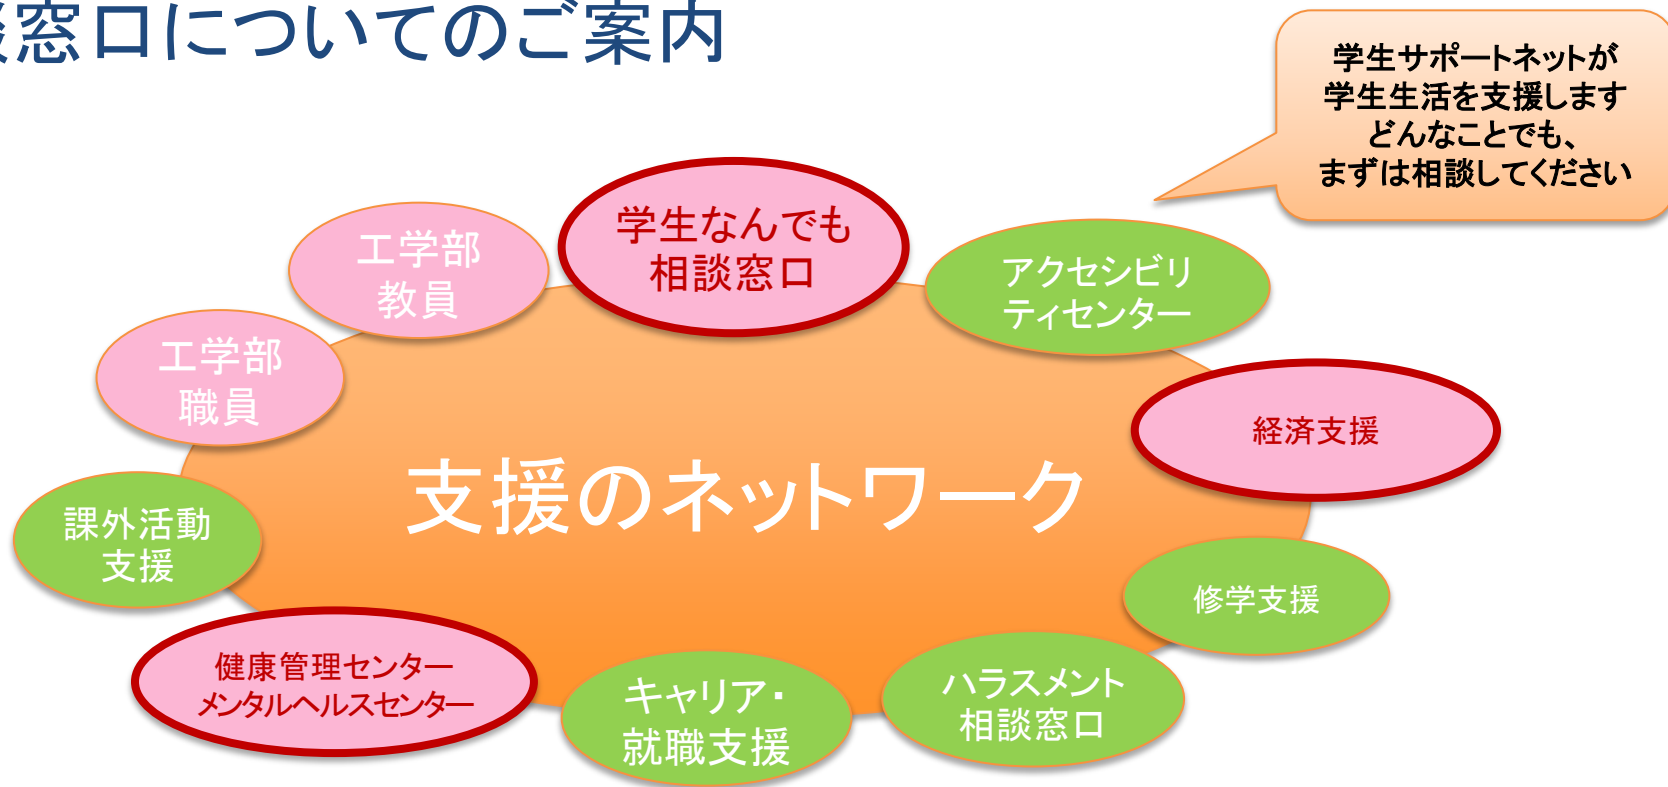 談窓口についてのご案内
学生サポートネットが
学生生活を支援します
どんなことでも、
まずは相談してください
学生なんでも
相談窓口
工学部
教員
アクセシビリ
ティセンター
工学部
職員
経済支援
支援のネットワーク
課外活動
支援
修学支援
健康管理センター
メンタルヘルスセンター
キャリア・
就職支援
ハラスメント
相談窓口